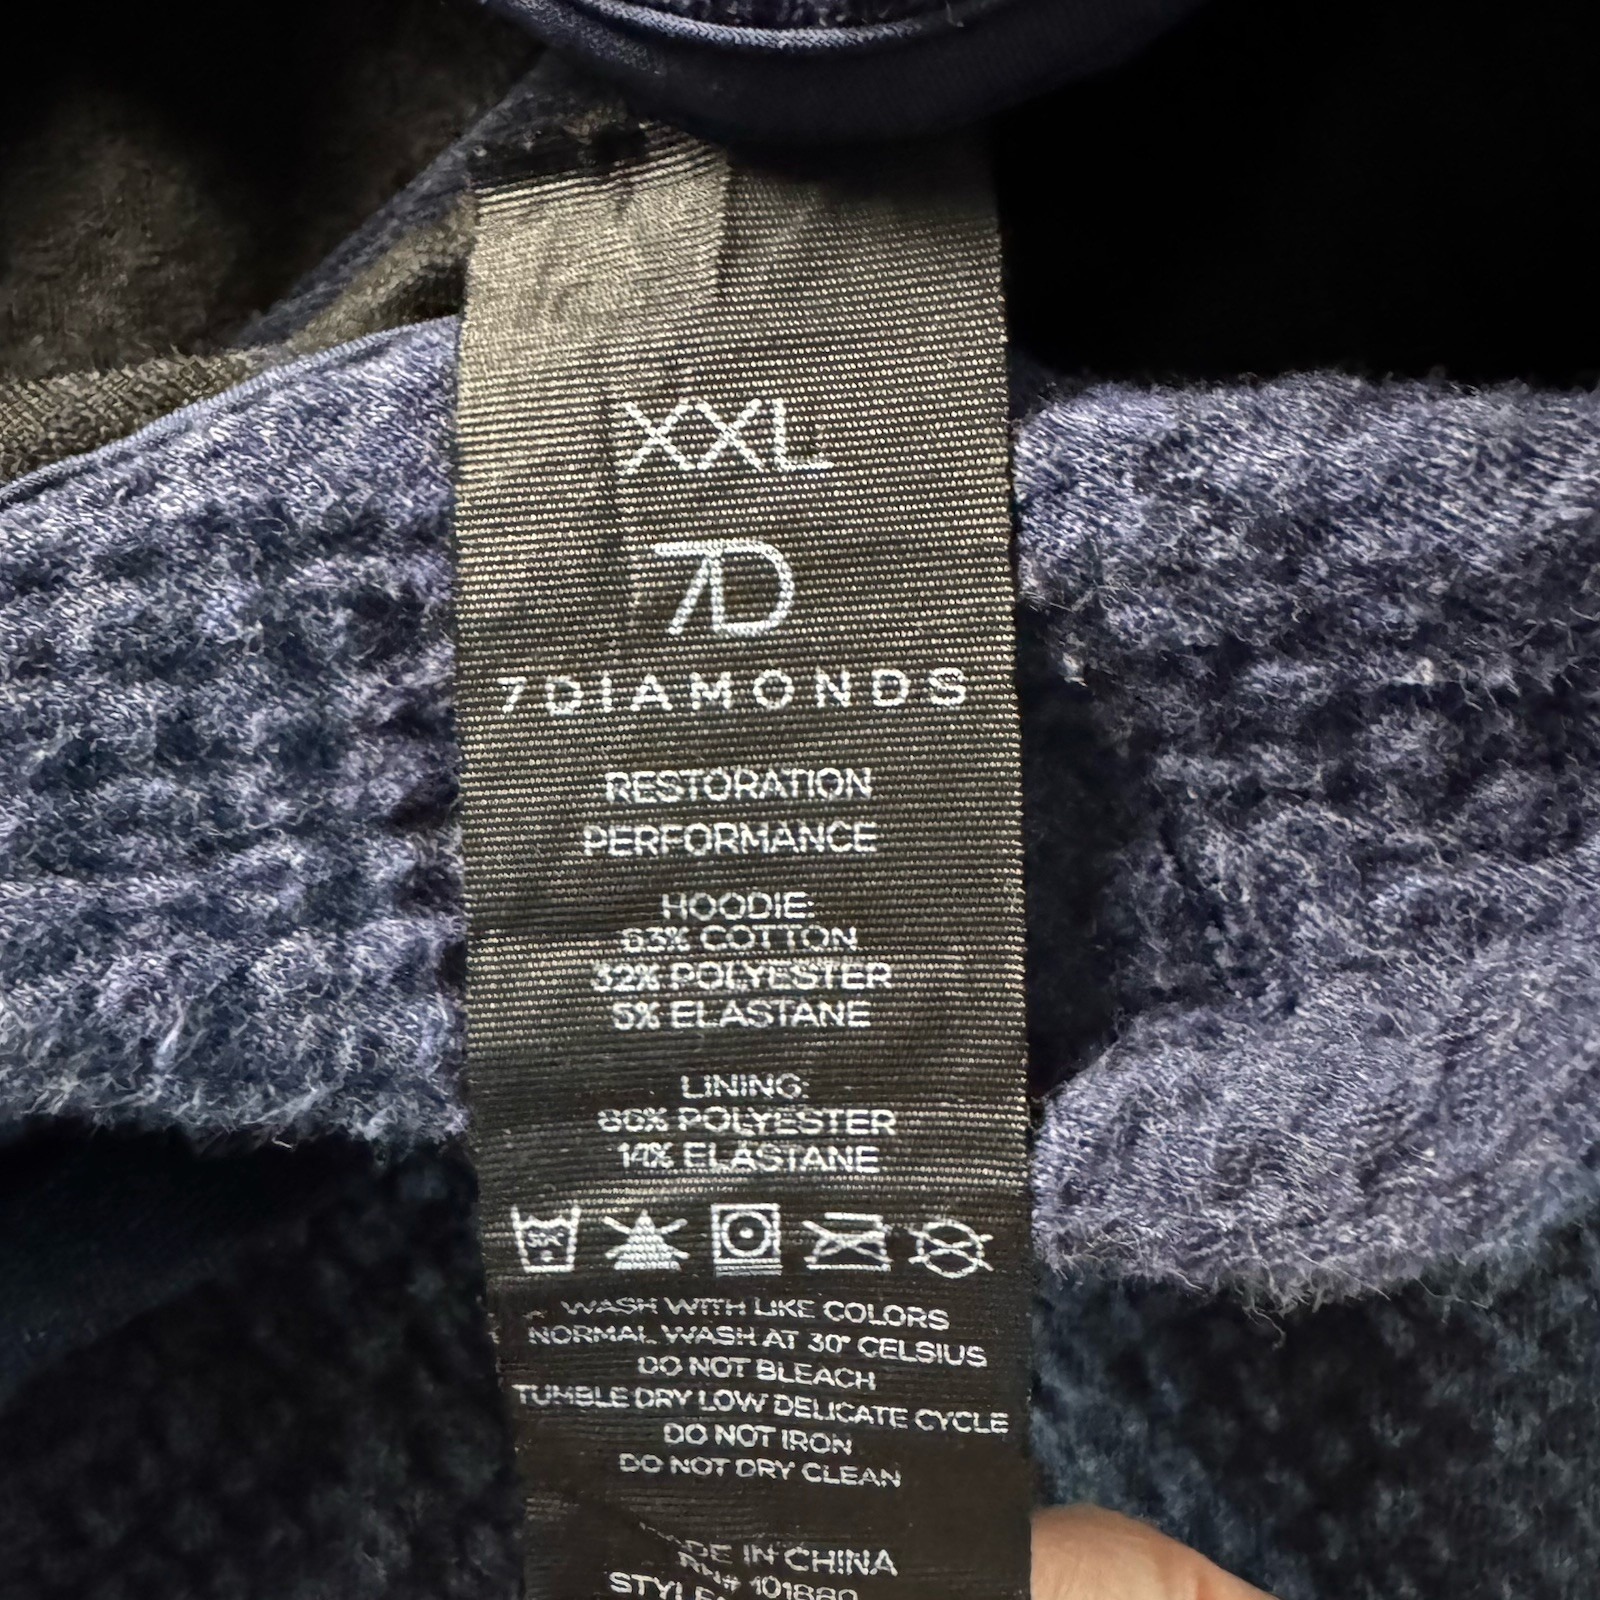 XXL
7D
7DIAMONDS
RESTORATION
PERFORMANCE
HOODIE:
63% COTTON
32% POLYESTER
5% ELASTANE
LINING:
86% POLYESTER
14% ELASTANE
WASH WITH LIKE COLORS
NORMAL WASH AT 30° CELSIUS
DO NOT BLEACH
TUMBLE DRY LOW DELICATE CYCLE
DO NOT IRON
DO NOT DRY CLEAN
MADE IN CHINA
RN#